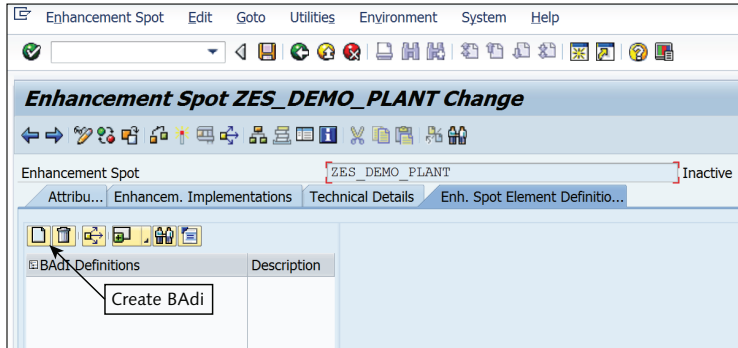 Enhancement Spot Edit Goto Utilities Environment System Help
Enhancement Spot ZES_DEMO_PLANT Change
Enhancement Spot ZES_DEMO_PLANT Inactive
Attribu... Enhancem. Implementations Technical Details Enh. Spot Element Definitio...
BAdI Definitions Description
Create BAdi